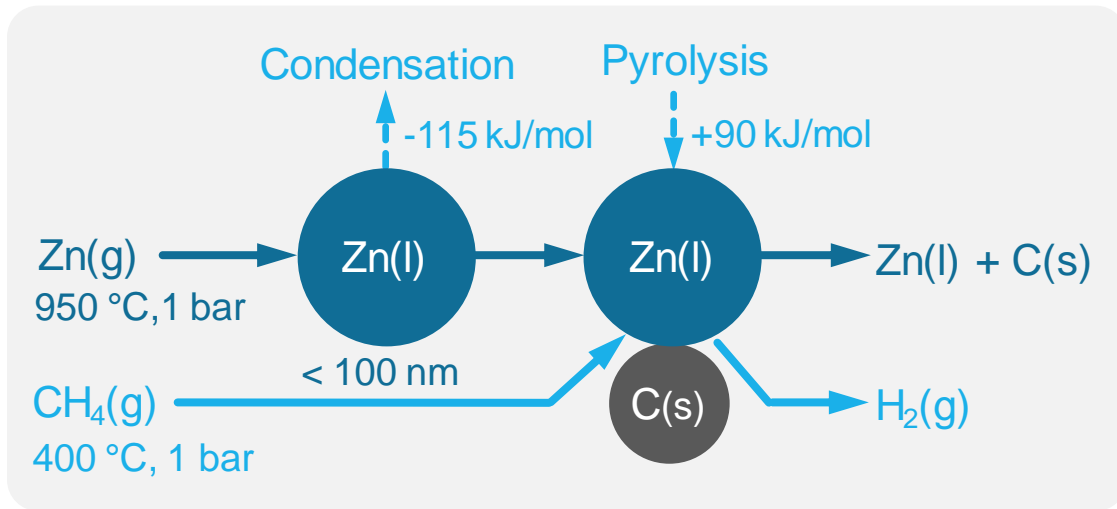 Condensation
Pyrolysis
-115 kJ/mol
+90 kJ/mol
Zn(g)
950 °C,1 bar
Zn(l)
Zn(l)
Zn(l) + C(s)
< 100 nm
CH₄(g)
400 °C, 1 bar
C(s)
H₂(g)